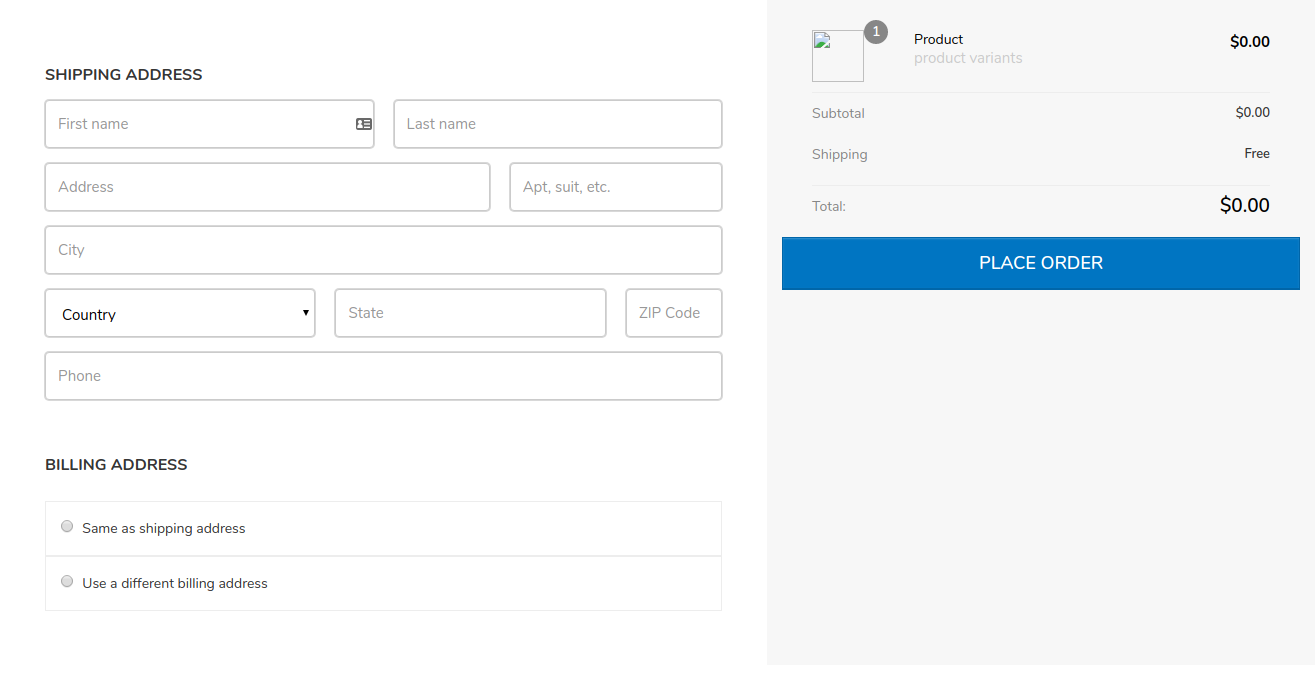 SHIPPING ADDRESS
First name
Last name
Address
Apt, suit, etc.
City
Country
State
ZIP Code
Phone
BILLING ADDRESS
Same as shipping address
Use a different billing address
1
Product
$0.00
product variants
Subtotal
$0.00
Shipping
Free
Total:
$0.00
PLACE ORDER